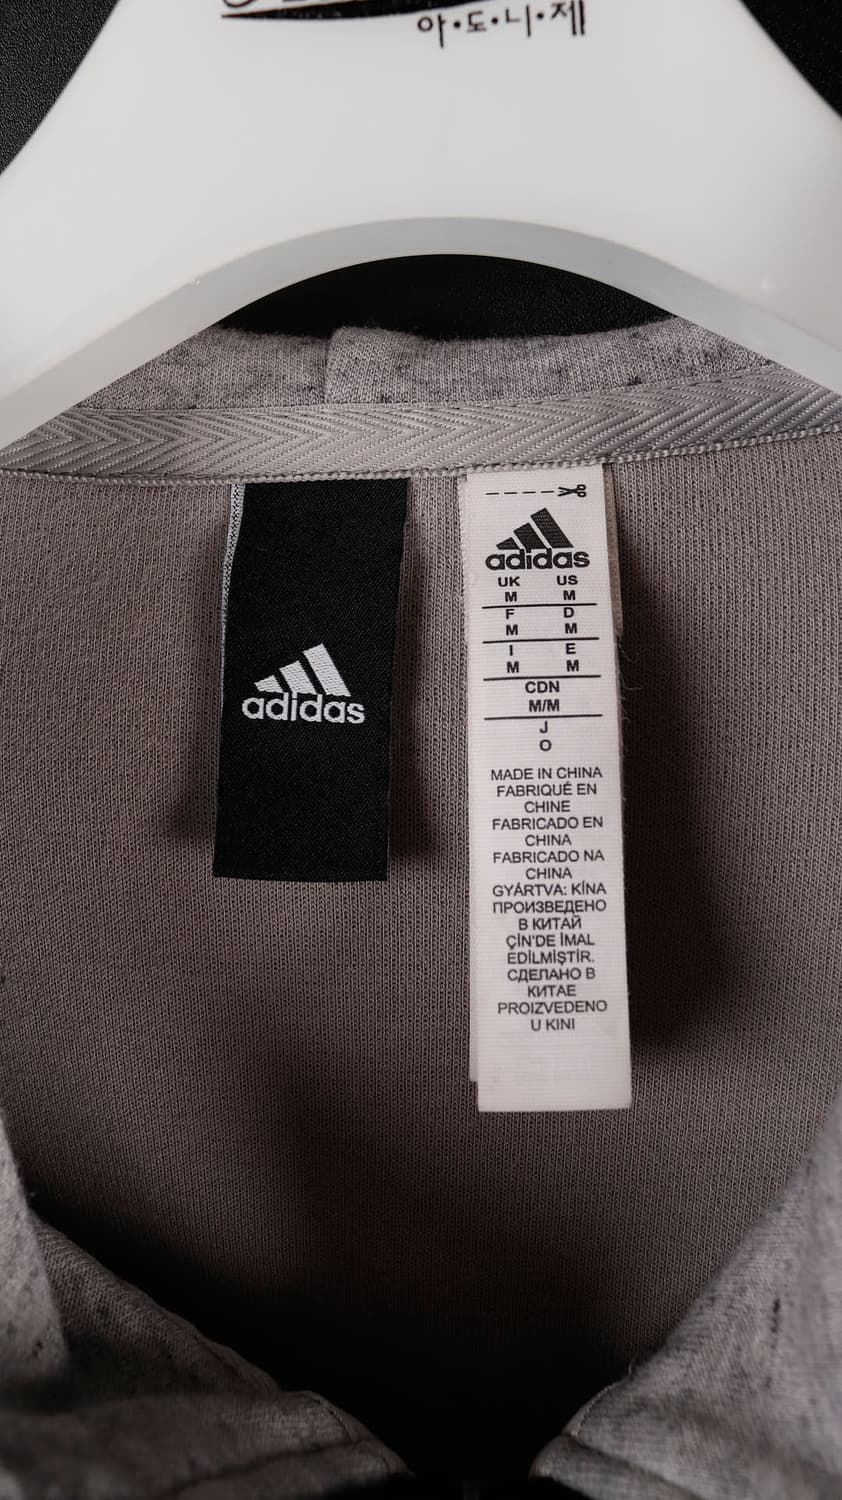 아·도·니·제
adidas
adidas
UK US
M M
F D
M M
I E
M M
CDN
M/M
J
O
MADE IN CHINA
FABRIQUÉ EN
CHINE
FABRICADO EN
CHINA
FABRICADO NA
CHINA
GYÁRTVA: KÍNA
ПРОИЗВЕДЕНО
В КИТАЙ
ÇİN'DE İMAL
EDİLMİŞTİR.
СДЕЛАНО В
КИТАЕ
PROIZVEDENO
U KINI